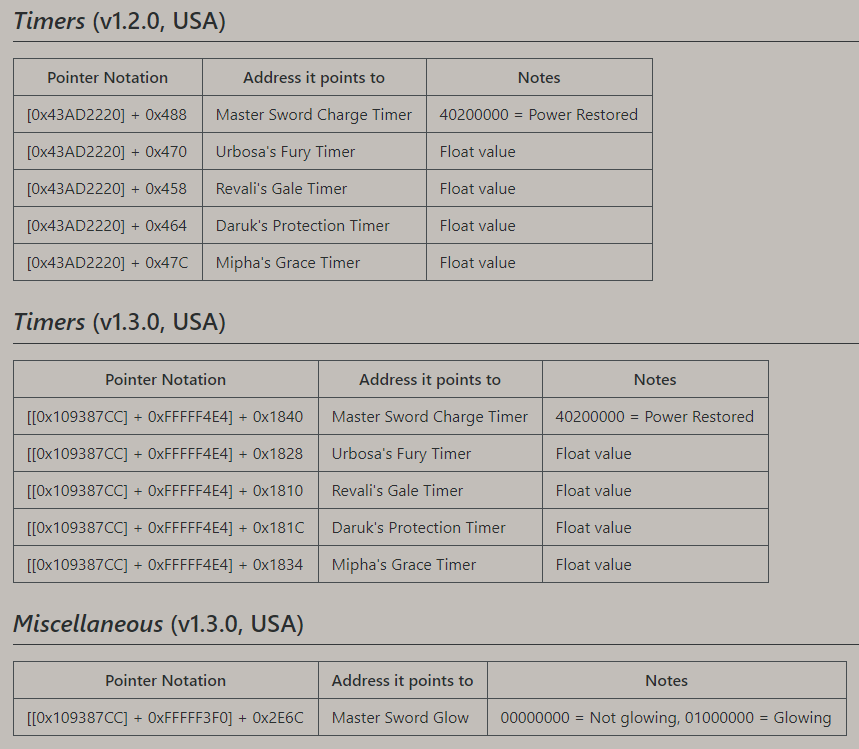 Timers (v1.2.0, USA)
Pointer Notation Address it points to Notes
[0x43AD2220] + 0x488 Master Sword Charge Timer 40200000 = Power Restored
[0x43AD2220] + 0x470 Urbosa's Fury Timer Float value
[0x43AD2220] + 0x458 Revali's Gale Timer Float value
[0x43AD2220] + 0x464 Daruk's Protection Timer Float value
[0x43AD2220] + 0x47C Mipha's Grace Timer Float value
Timers (v1.3.0, USA)
Pointer Notation Address it points to Notes
[[0x109387CC] + 0xFFFFF4E4] + 0x1840 Master Sword Charge Timer 40200000 = Power Restored
[[0x109387CC] + 0xFFFFF4E4] + 0x1828 Urbosa's Fury Timer Float value
[[0x109387CC] + 0xFFFFF4E4] + 0x1810 Revali's Gale Timer Float value
[[0x109387CC] + 0xFFFFF4E4] + 0x181C Daruk's Protection Timer Float value
[[0x109387CC] + 0xFFFFF4E4] + 0x1834 Mipha's Grace Timer Float value
Miscellaneous (v1.3.0, USA)
Pointer Notation Address it points to Notes
[[0x109387CC] + 0xFFFFF3F0] + 0x2E6C Master Sword Glow 00000000 = Not glowing, 01000000 = Glowing